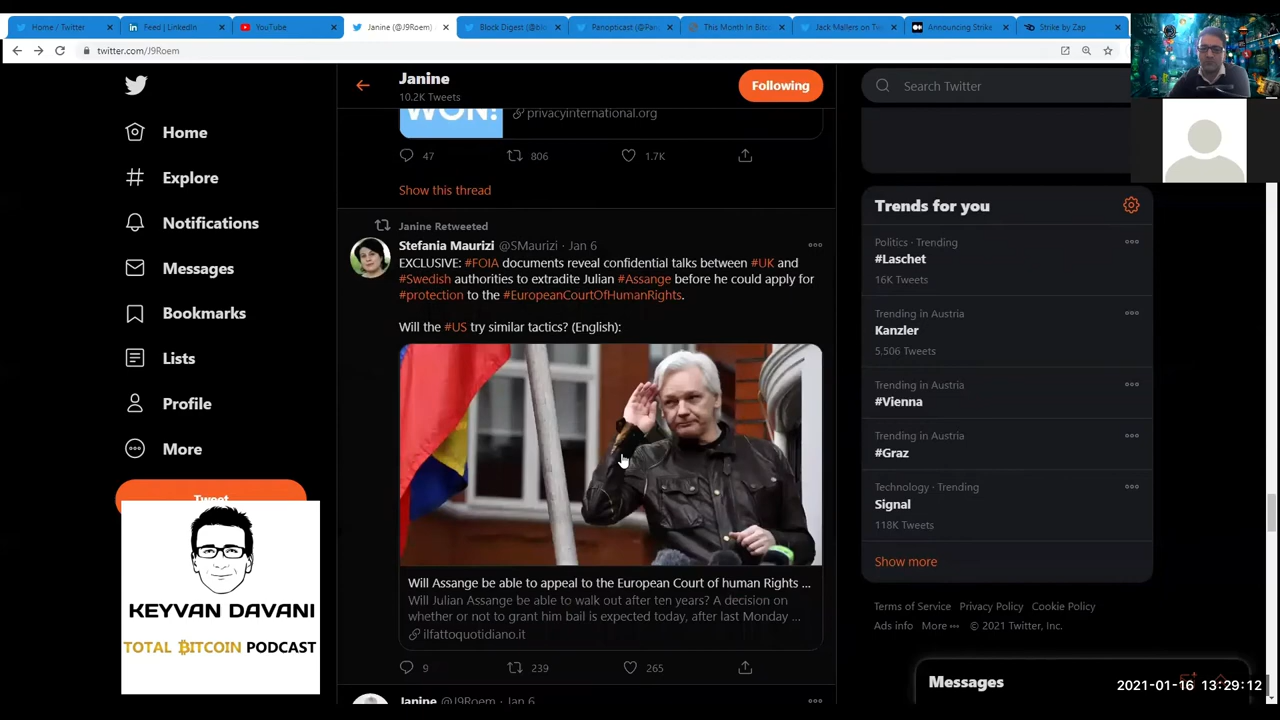 Home / Twitter
Feed | LinkedIn
YouTube
Janine (@J9Roem)
Block Digest (@blo
Panopticast (@Pan
This Month In Bitco
Jack Mallers on Tw
Announcing Strike
Strike by Zap
twitter.com/J9Roem
Janine
10.2K Tweets
Following
Search Twitter
Home
Explore
Notifications
Messages
Bookmarks
Lists
Profile
More
Tweet
WON!
privacyinternational.org
47
806
1.7K
Show this thread
Janine Retweeted
Stefania Maurizi @SMaurizi · Jan 6
EXCLUSIVE: #FOIA documents reveal confidential talks between #UK and
#Swedish authorities to extradite Julian #Assange before he could apply for
#protection to the #EuropeanCourtOfHumanRights.
Will the #US try similar tactics? (English):
Will Assange be able to appeal to the European Court of human Rights ...
Will Julian Assange be able to walk out after ten years? A decision on
whether or not to grant him bail is expected today, after last Monday ...
ilfattoquotidiano.it
9
239
265
Janine @J9Roem · Jan 6
Trends for you
Politics · Trending
#Laschet
16K Tweets
Trending in Austria
Kanzler
5,506 Tweets
Trending in Austria
#Vienna
Trending in Austria
#Graz
Technology · Trending
Signal
118K Tweets
Show more
Terms of Service Privacy Policy Cookie Policy
Ads info More © 2021 Twitter, Inc.
Messages
2021-01-16 13:29:12
KEYVAN DAVANI
TOTAL BITCOIN PODCAST